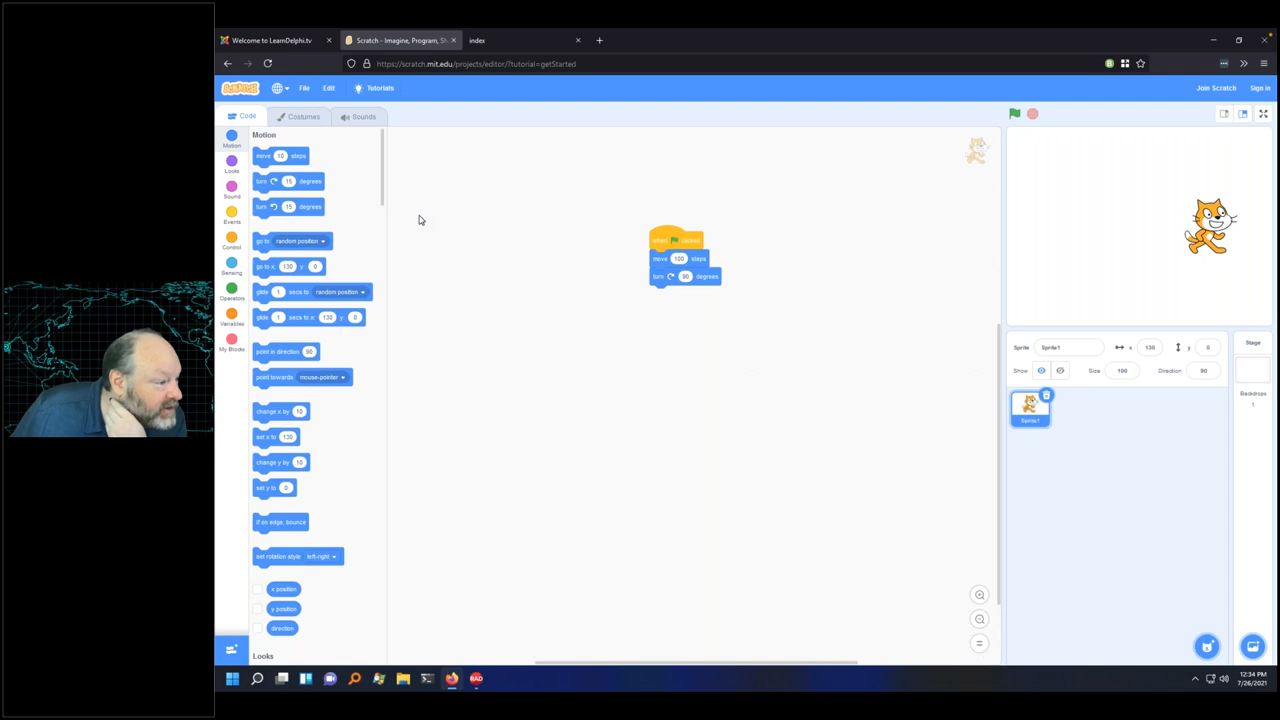 Welcome to LearnDelphi.tv
Scratch - Imagine, Program, Sh
index
https://scratch.mit.edu/projects/editor/?tutorial=getStarted
SCRATCH
File
Edit
Tutorials
Join Scratch
Sign in
Code
Costumes
Sounds
Motion
Looks
Sound
Events
Control
Sensing
Operators
Variables
My Blocks
Motion
move 10 steps
turn 15 degrees
turn 15 degrees
go to random position
go to x: 130 y: 0
glide 1 secs to random position
glide 1 secs to x: 130 y: 0
point in direction 90
point towards mouse-pointer
change x by 10
set x to 130
change y by 10
set y to 0
if on edge, bounce
set rotation style left-right
x position
y position
direction
Looks
when clicked
move 100 steps
turn 90 degrees
Sprite Sprite1 x 130 y 0
Show Size 100 Direction 90
Sprite1
Stage
Backdrops
1
BAD
12:34 PM
7/26/2021